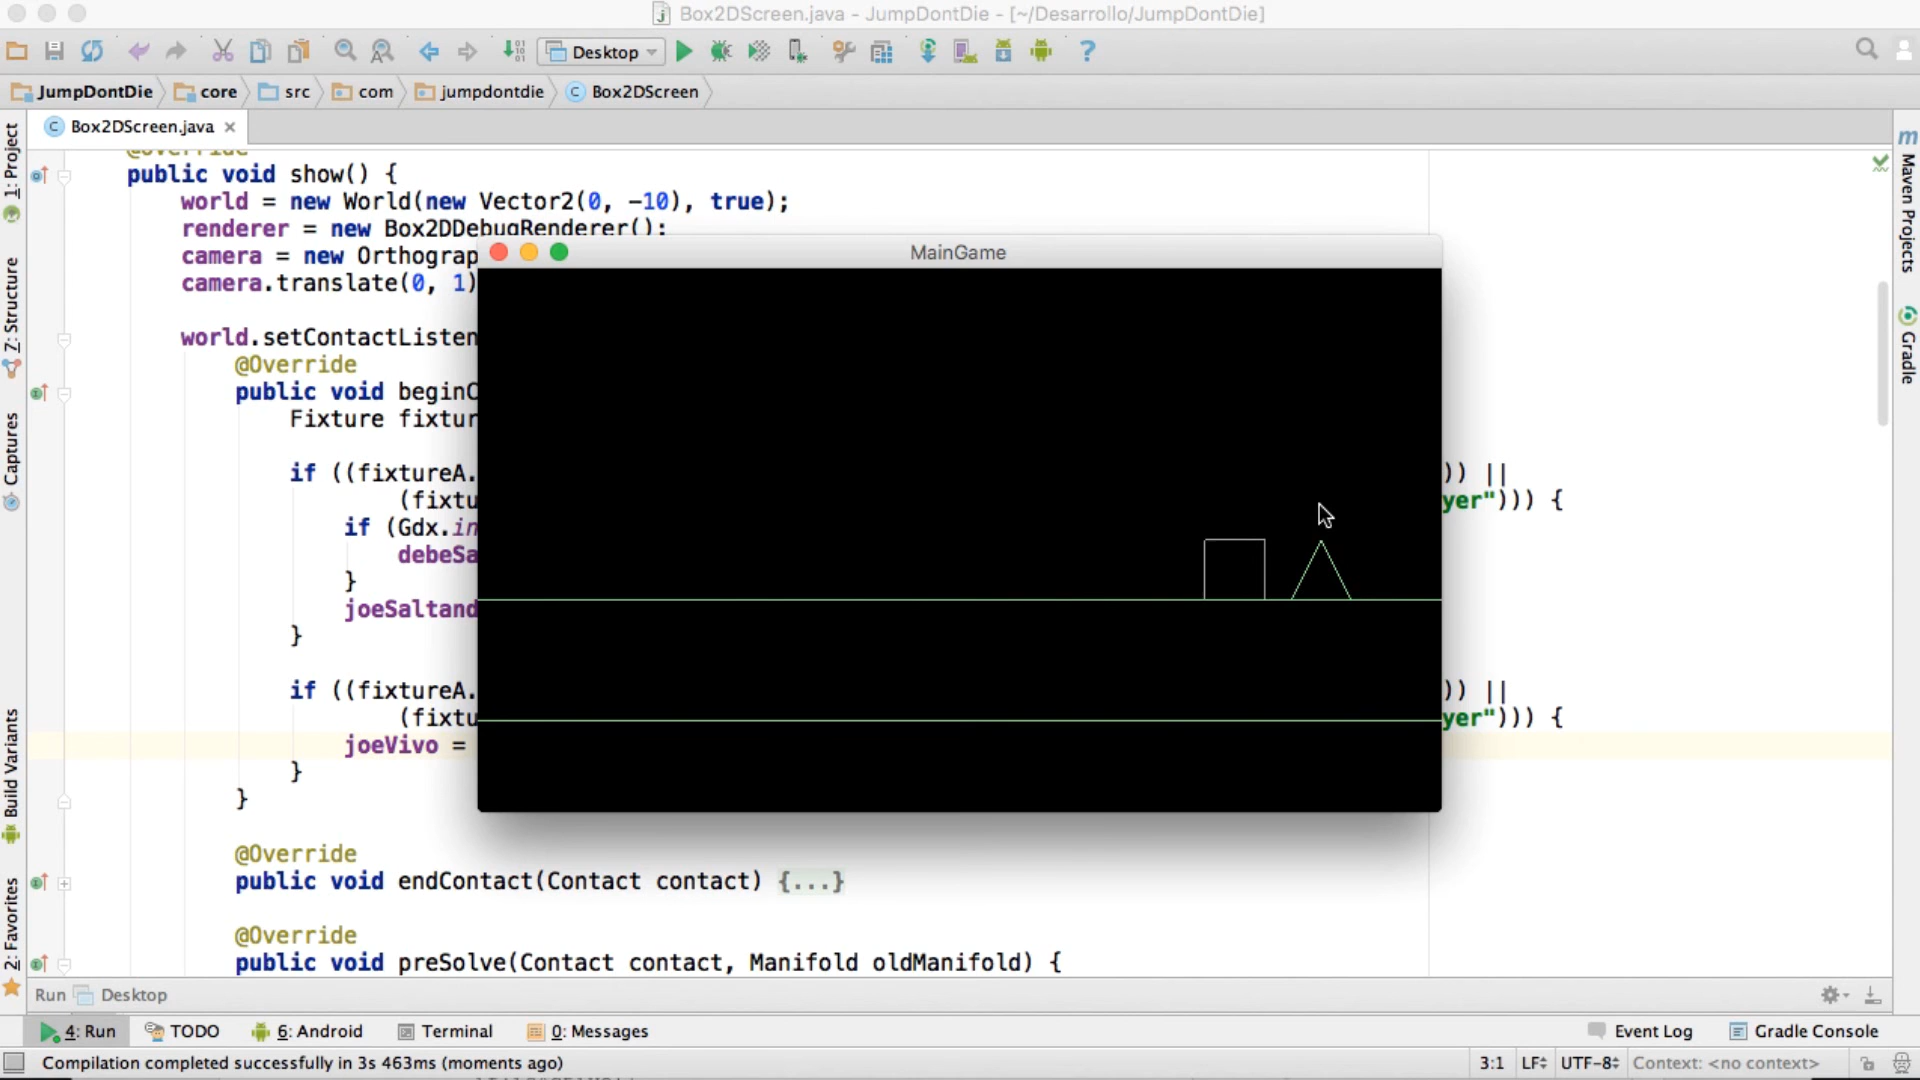 Box2DScreen.java - JumpDontDie - [~/Desarrollo/JumpDontDie]
Desktop
JumpDontDie core src com jumpdontdie Box2DScreen
Box2DScreen.java
1: Project
7: Structure
Captures
Build Variants
2: Favorites
@Override
public void show() {
world = new World(new Vector2(0, -10), true);
renderer = new Box2DDebugRenderer();
camera = new Orthograp
camera.translate(0, 1)
world.setContactListen
@Override
public void beginC
Fixture fixtur
if ((fixtureA. )) ||
(fixtu yer"))) {
if (Gdx.in
debeSa
}
joeSaltand
}
if ((fixtureA. )) ||
(fixtu yer"))) {
joeVivo =
}
}
@Override
public void endContact(Contact contact) {...}
@Override
public void preSolve(Contact contact, Manifold oldManifold) {
MainGame
Maven Projects
Gradle
Run Desktop
4: Run TODO 6: Android Terminal 0: Messages Event Log Gradle Console
Compilation completed successfully in 3s 463ms (moments ago) 3:1 LF UTF-8 Context: <no context>